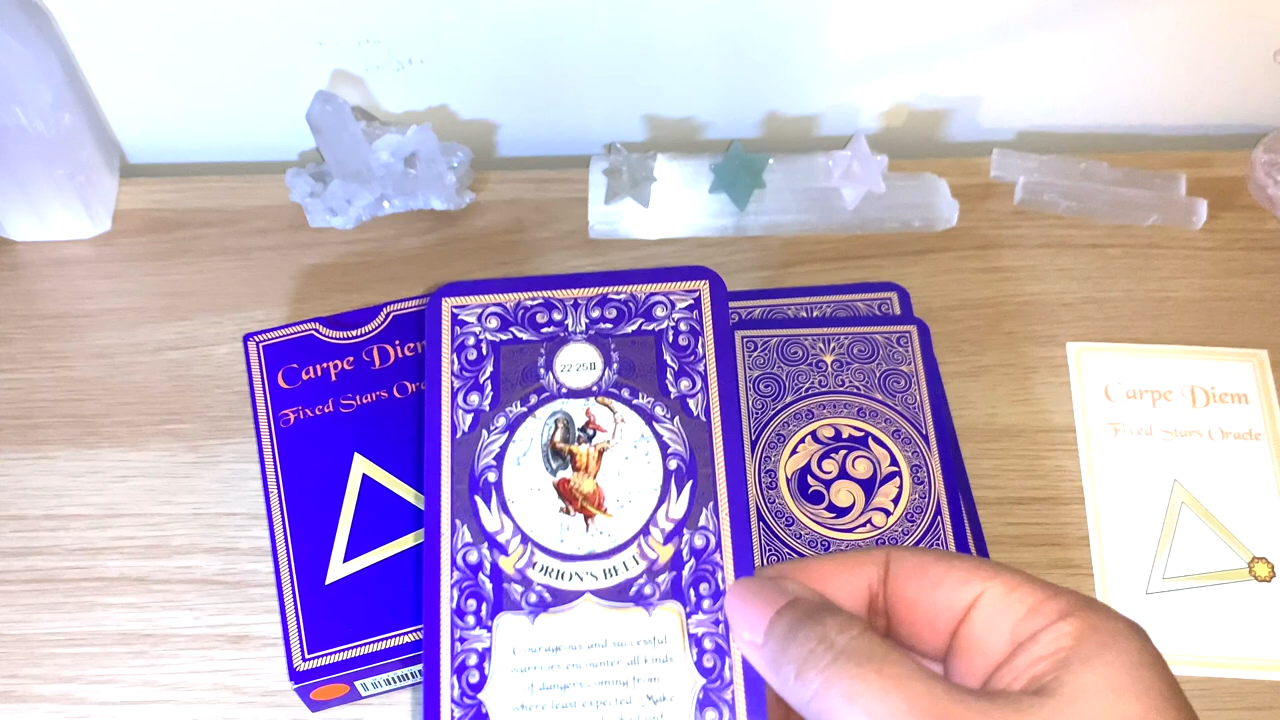 Carpe Diem
Fixed Stars
22-25 II
ORION'S BELT
Courageous and successful
warriors encounter all kinds
of dangers coming from
where least expected. Make
Carpe Diem
Fixed Stars Oracle